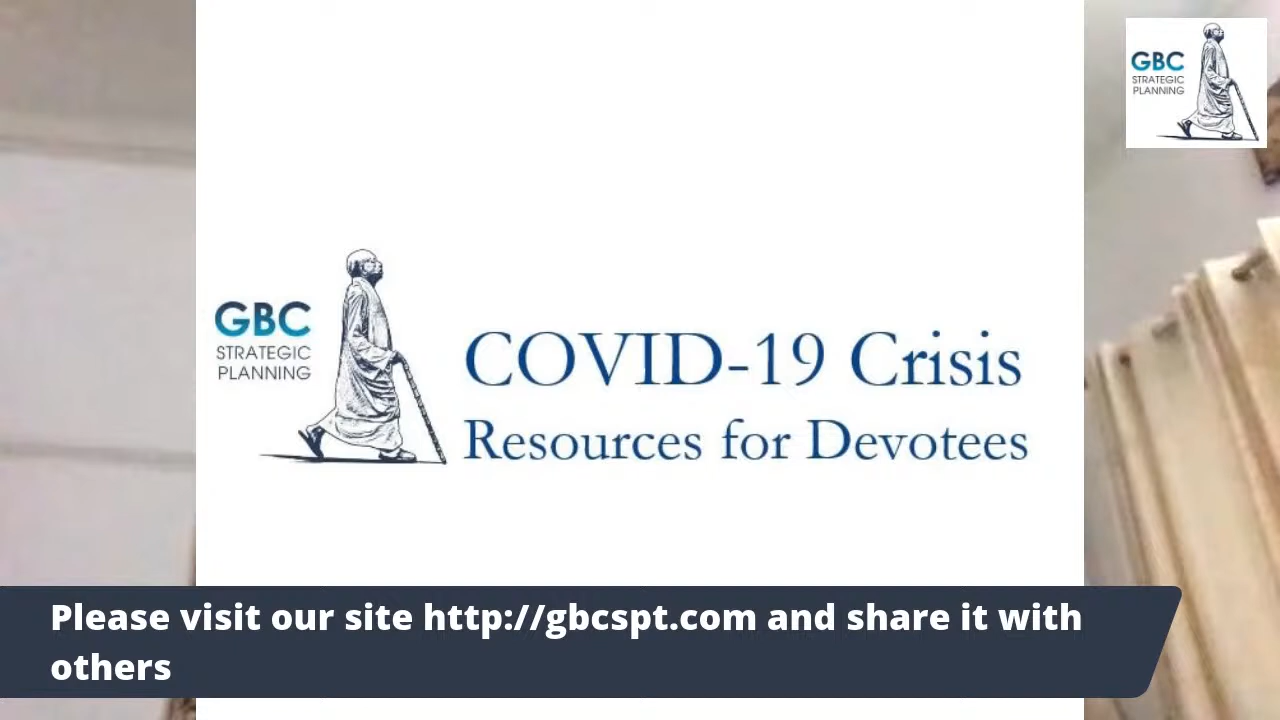 GBC
STRATEGIC
PLANNING
GBC
STRATEGIC
PLANNING
COVID-19 Crisis
Resources for Devotees
Please visit our site http://gbcspt.com and share it with
others